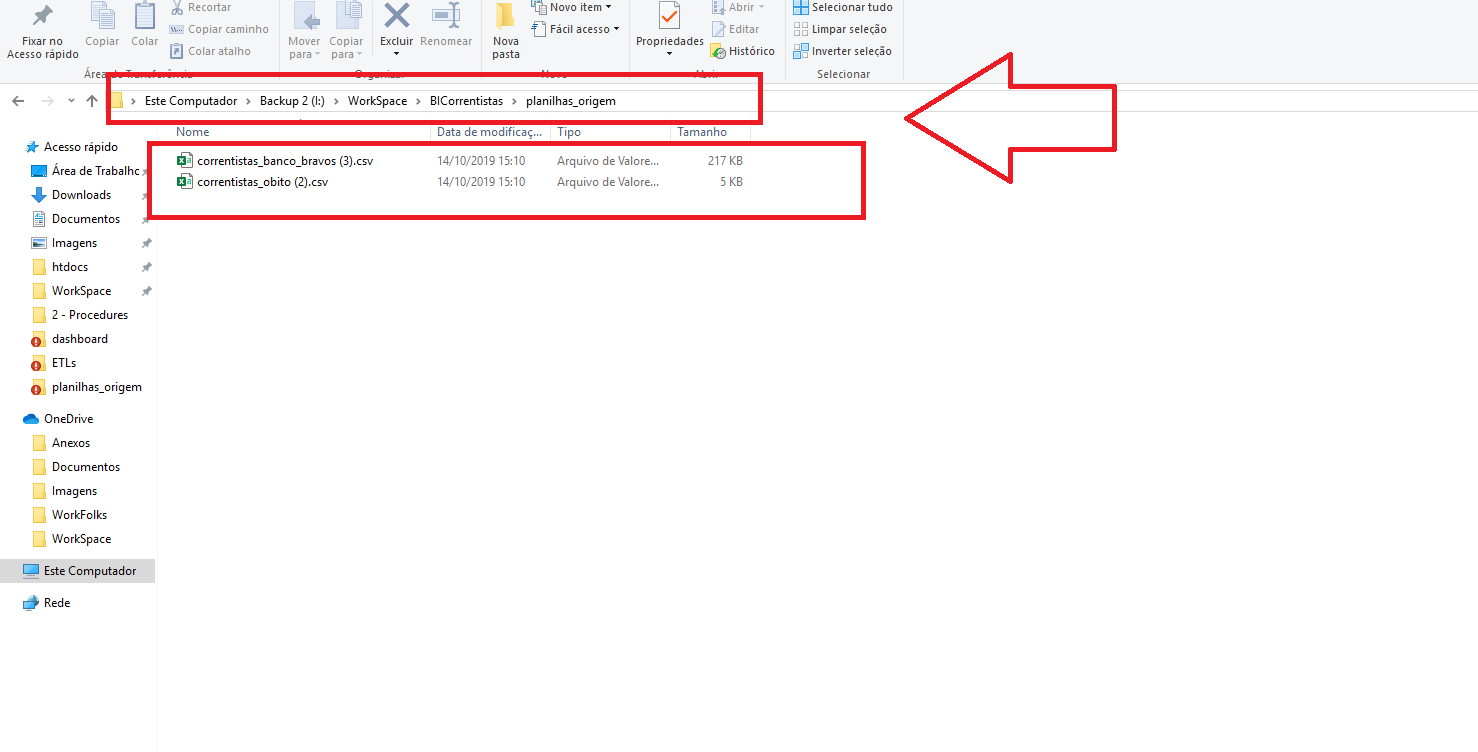 Fixar no
Acesso rápido
Copiar
Colar
Recortar
Copiar caminho
Colar atalho
Área de Transferência
Mover
para
Copiar
para
Excluir
Renomear
Organizar
Nova
pasta
Novo item
Fácil acesso
Novo
Propriedades
Abrir
Editar
Histórico
Abrir
Selecionar tudo
Limpar seleção
Inverter seleção
Selecionar
Este Computador > Backup 2 (I:) > WorkSpace > BICorrentistas > planilhas_origem
Nome Data de modificaç... Tipo Tamanho
correntistas_banco_bravos (3).csv 14/10/2019 15:10 Arquivo de Valore... 217 KB
correntistas_obito (2).csv 14/10/2019 15:10 Arquivo de Valore... 5 KB
Acesso rápido
Área de Trabalhc
Downloads
Documentos
Imagens
htdocs
WorkSpace
2 - Procedures
dashboard
ETLs
planilhas_origem
OneDrive
Anexos
Documentos
Imagens
WorkFolks
WorkSpace
Este Computador
Rede